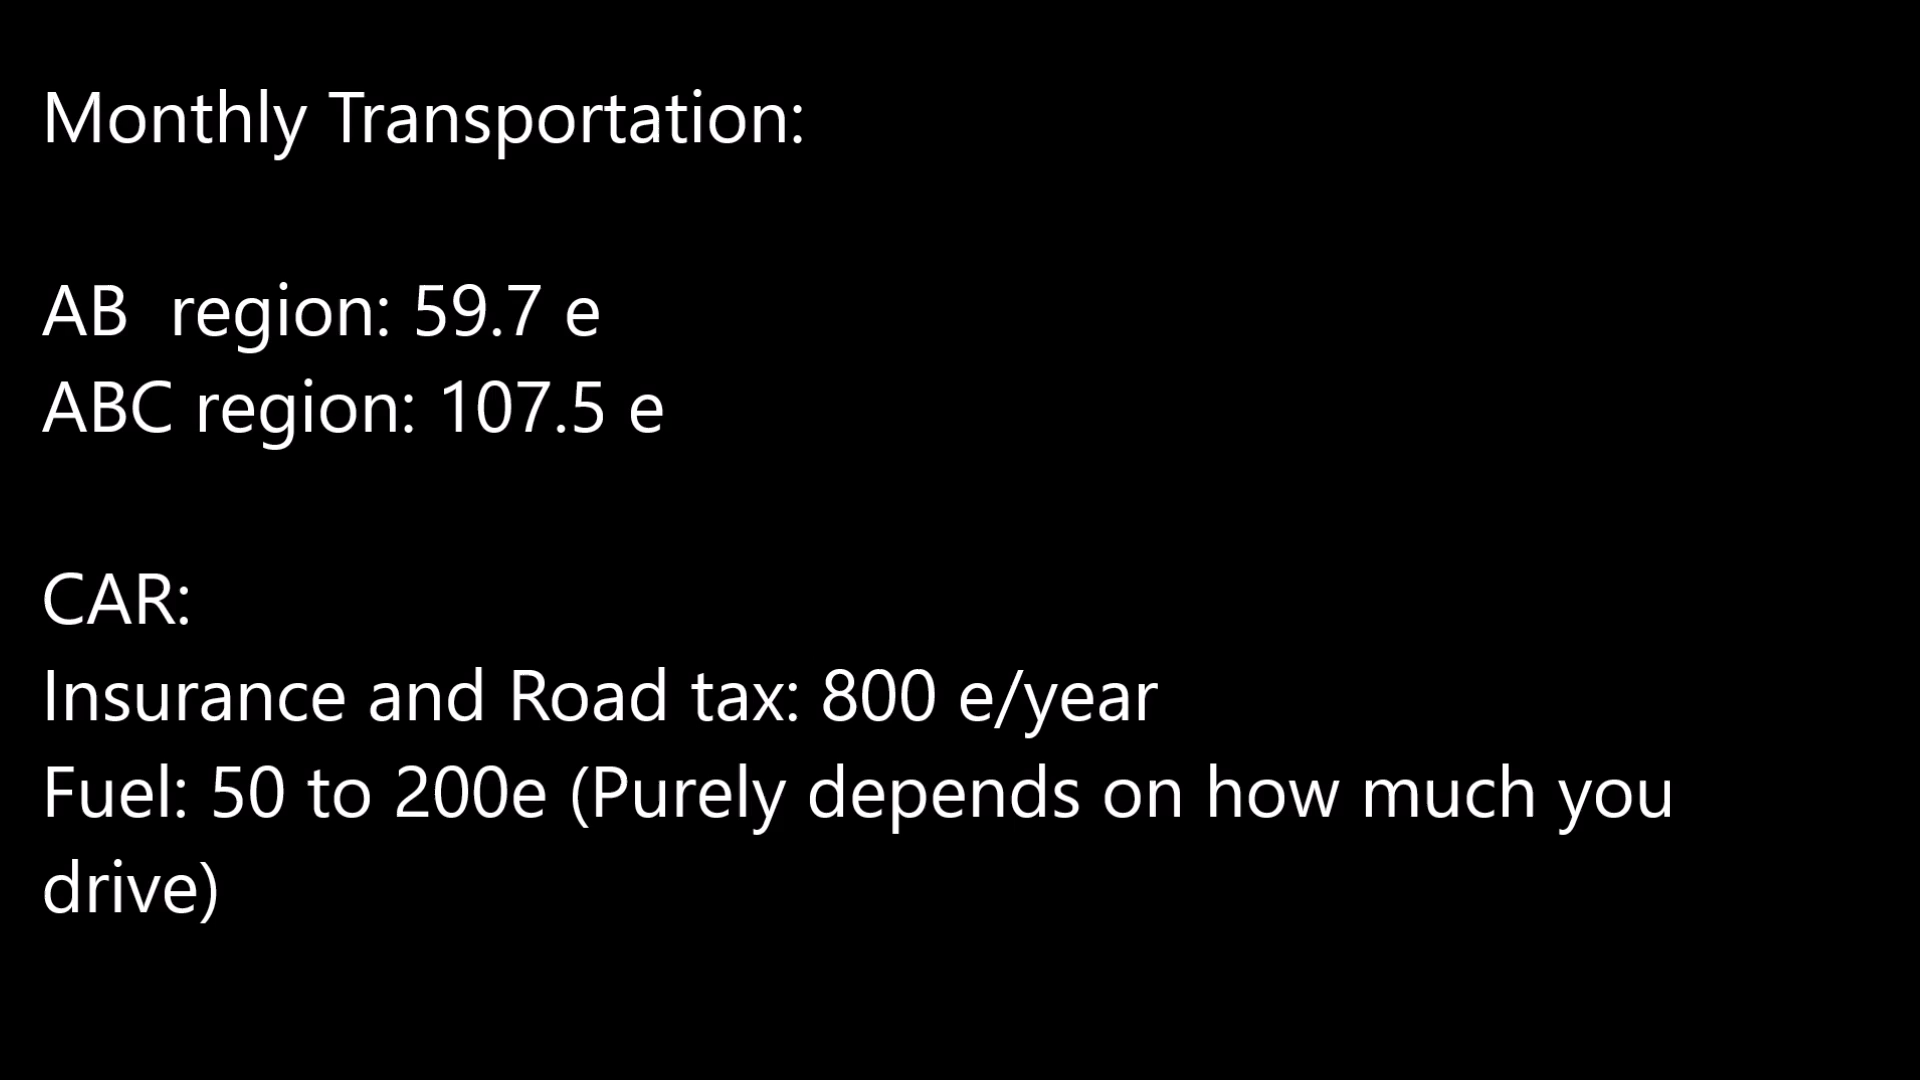 Monthly Transportation:
AB  region: 59.7 e
ABC region: 107.5 e
CAR:
Insurance and Road tax: 800 e/year
Fuel: 50 to 200e (Purely depends on how much you
drive)